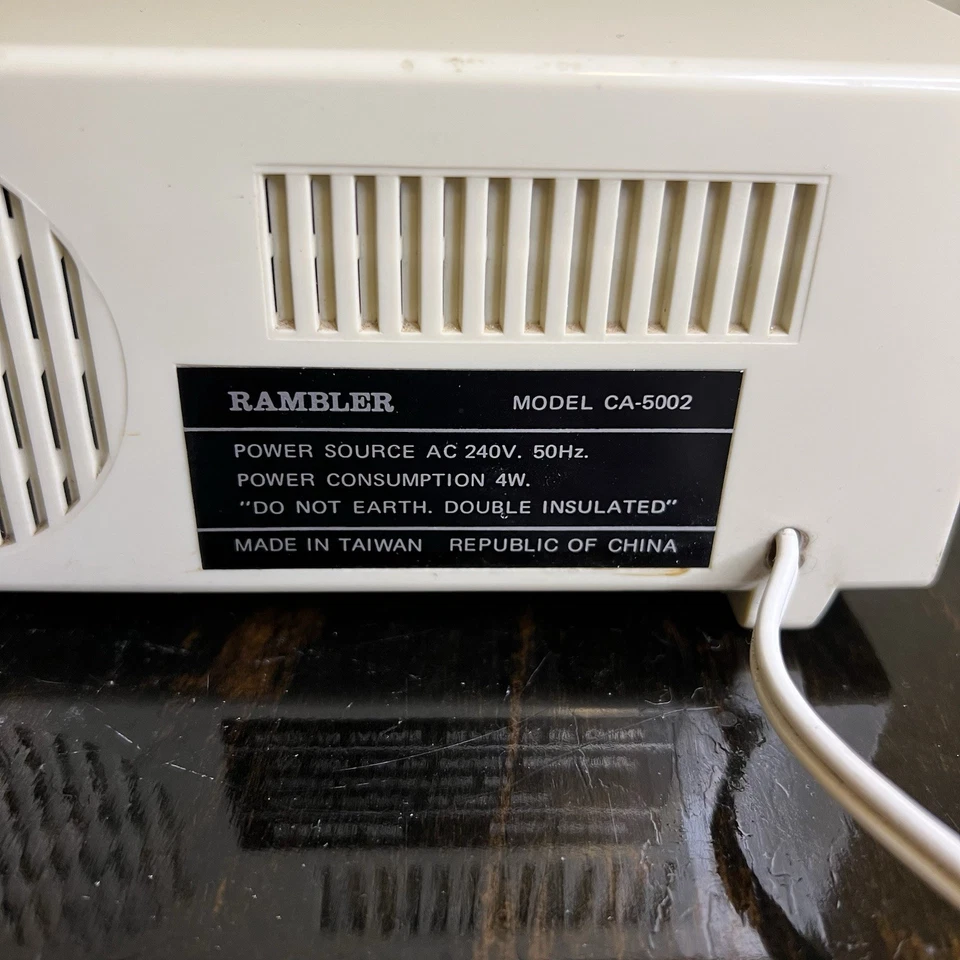 RAMBLER MODEL CA-5002
POWER SOURCE AC 240V. 50Hz.
POWER CONSUMPTION 4W.
"DO NOT EARTH. DOUBLE INSULATED"
MADE IN TAIWAN REPUBLIC OF CHINA